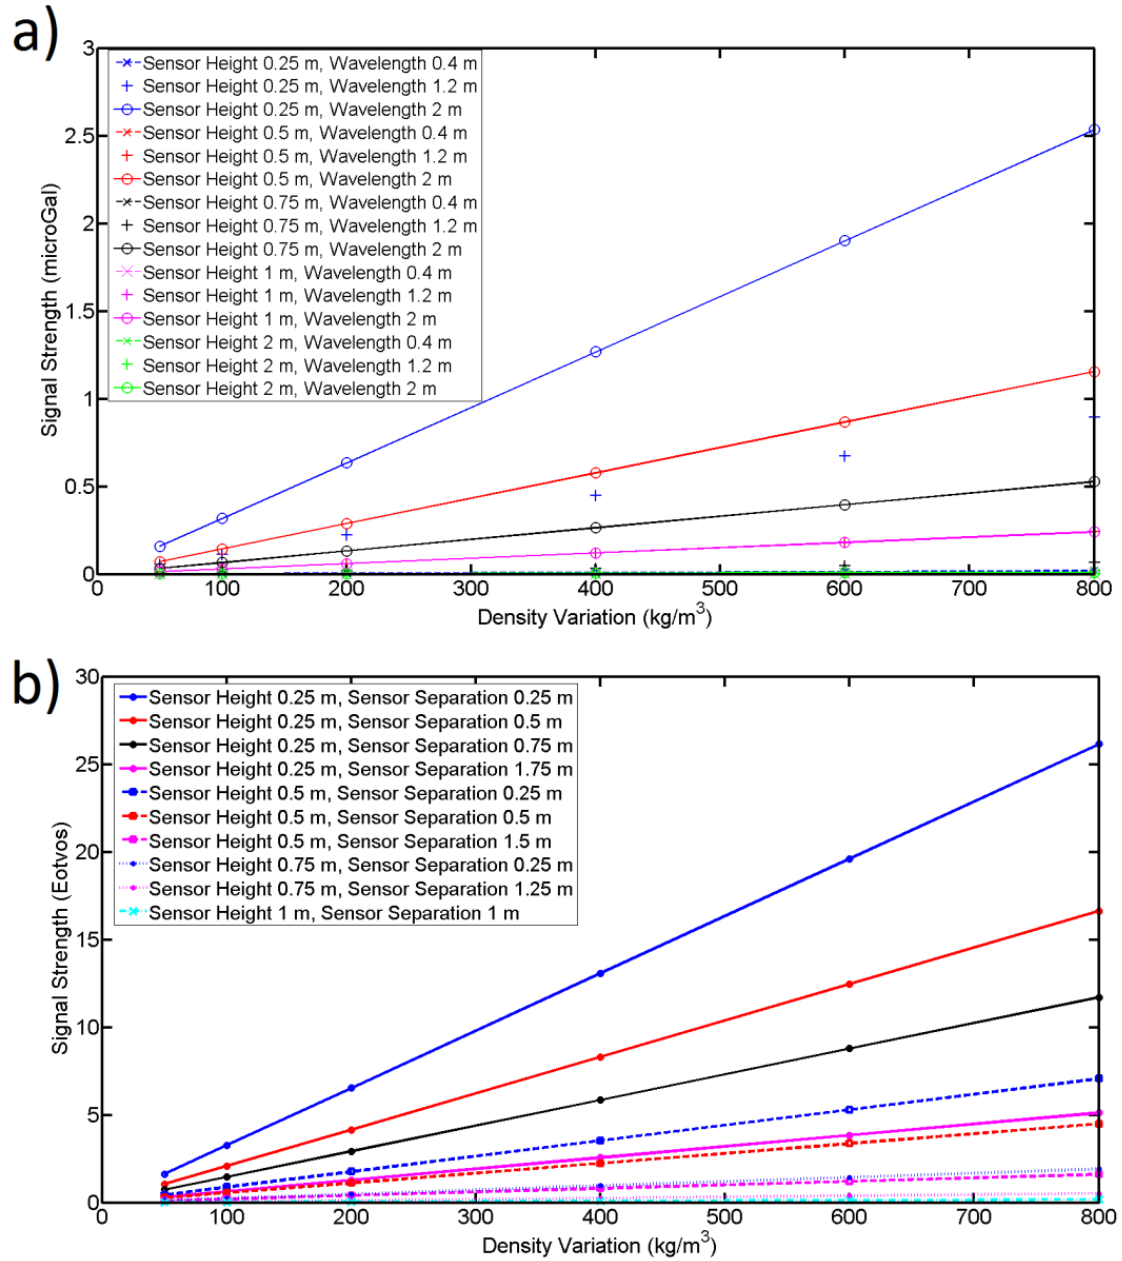 a)
3
2.5
2
1.5
1
0.5
0
Signal Strength (microGal)
Sensor Height 0.25 m, Wavelength 0.4 m
Sensor Height 0.25 m, Wavelength 1.2 m
Sensor Height 0.25 m, Wavelength 2 m
Sensor Height 0.5 m, Wavelength 0.4 m
Sensor Height 0.5 m, Wavelength 1.2 m
Sensor Height 0.5 m, Wavelength 2 m
Sensor Height 0.75 m, Wavelength 0.4 m
Sensor Height 0.75 m, Wavelength 1.2 m
Sensor Height 0.75 m, Wavelength 2 m
Sensor Height 1 m, Wavelength 0.4 m
Sensor Height 1 m, Wavelength 1.2 m
Sensor Height 1 m, Wavelength 2 m
Sensor Height 2 m, Wavelength 0.4 m
Sensor Height 2 m, Wavelength 1.2 m
Sensor Height 2 m, Wavelength 2 m
0 100 200 300 400 500 600 700 800
Density Variation (kg/m³)
b)
30
25
20
15
10
5
0
Signal Strength (Eotvos)
Sensor Height 0.25 m, Sensor Separation 0.25 m
Sensor Height 0.25 m, Sensor Separation 0.5 m
Sensor Height 0.25 m, Sensor Separation 0.75 m
Sensor Height 0.25 m, Sensor Separation 1.75 m
Sensor Height 0.5 m, Sensor Separation 0.25 m
Sensor Height 0.5 m, Sensor Separation 0.5 m
Sensor Height 0.5 m, Sensor Separation 1.5 m
Sensor Height 0.75 m, Sensor Separation 0.25 m
Sensor Height 0.75 m, Sensor Separation 1.25 m
Sensor Height 1 m, Sensor Separation 1 m
0 100 200 300 400 500 600 700 800
Density Variation (kg/m³)